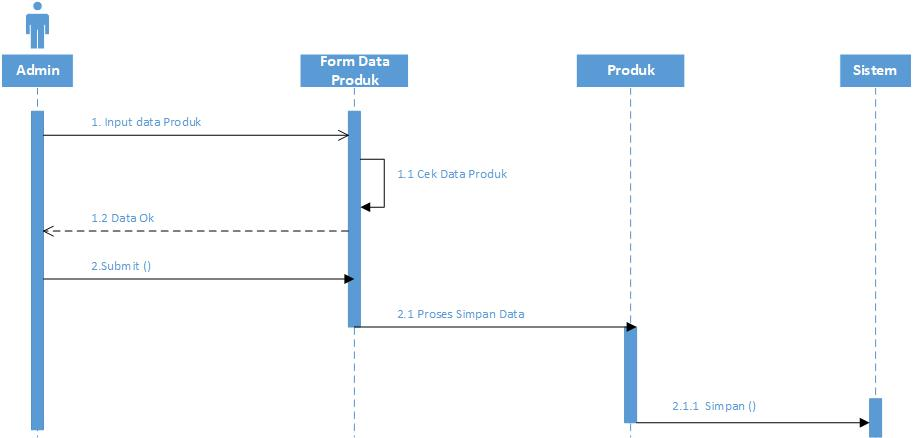 Admin
Form Data
Produk
Produk
Sistem
1. Input data Produk
1.1 Cek Data Produk
1.2 Data Ok
2.Submit ()
2.1 Proses Simpan Data
2.1.1 Simpan ()